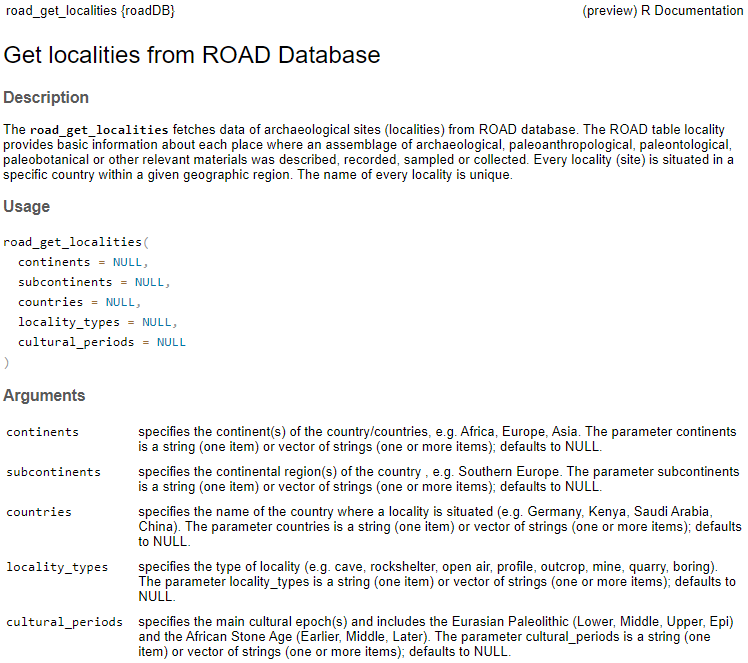 road_get_localities {roadDB}
(preview) R Documentation
Get localities from ROAD Database
Description
The road_get_localities fetches data of archaeological sites (localities) from ROAD database. The ROAD table locality
provides basic information about each place where an assemblage of archaeological, paleoanthropological, paleontological,
paleobotanical or other relevant materials was described, recorded, sampled or collected. Every locality (site) is situated in a
specific country within a given geographic region. The name of every locality is unique.
Usage
road_get_localities(
continents = NULL,
subcontinents = NULL,
countries = NULL,
locality_types = NULL,
cultural_periods = NULL
)
Arguments
continents
specifies the continent(s) of the country/countries, e.g. Africa, Europe, Asia. The parameter continents
is a string (one item) or vector of strings (one or more items); defaults to NULL.
subcontinents
specifies the continental region(s) of the country , e.g. Southern Europe. The parameter subcontinents
is a string (one item) or vector of strings (one or more items); defaults to NULL.
countries
specifies the name of the country where a locality is situated (e.g. Germany, Kenya, Saudi Arabia,
China). The parameter countries is a string (one item) or vector of strings (one or more items); defaults
to NULL.
locality_types
specifies the type of locality (e.g. cave, rockshelter, open air, profile, outcrop, mine, quarry, boring).
The parameter locality_types is a string (one item) or vector of strings (one or more items); defaults to
NULL.
cultural_periods
specifies the main cultural epoch(s) and includes the Eurasian Paleolithic (Lower, Middle, Upper, Epi)
and the African Stone Age (Earlier, Middle, Later). The parameter cultural_periods is a string (one
item) or vector of strings (one or more items); defaults to NULL.